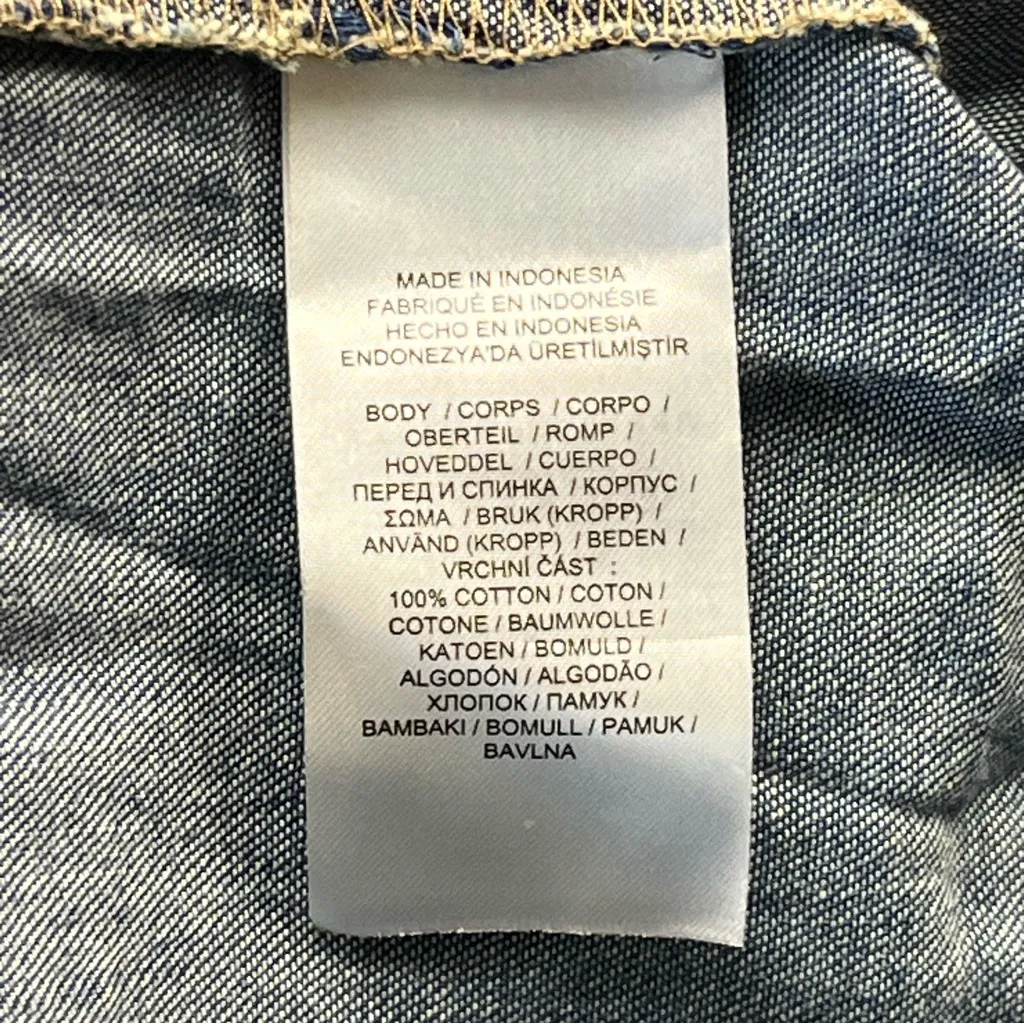 MADE IN INDONESIA
FABRIQUÉ EN INDONÉSIE
HECHO EN INDONESIA
ENDONEZYA'DA ÜRETİLMİŞTİR
BODY / CORPS / CORPO /
OBERTEIL / ROMP /
HOVEDDEL / CUERPO /
ПЕРЕД И СПИНКА / КОРПУС /
ΣΩΜΑ / BRUK (KROPP) /
ANVÄND (KROPP) / BEDEN /
VRCHNÍ ČÁST :
100% COTTON / COTON /
COTONE / BAUMWOLLE /
KATOEN / BOMULD /
ALGODÓN / ALGODÃO /
ХЛОПОК / ПАМУК /
BAMBAKI / BOMULL / PAMUK /
BAVLNA